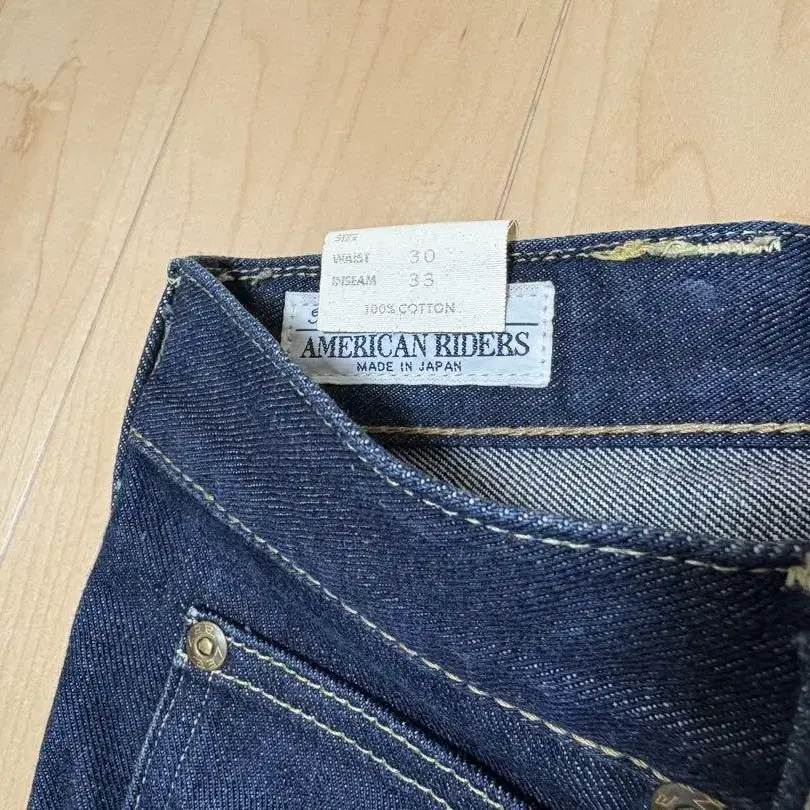 SIZE
WAIST 30
INSEAM 33
100% COTTON
AMERICAN RIDERS
MADE IN JAPAN